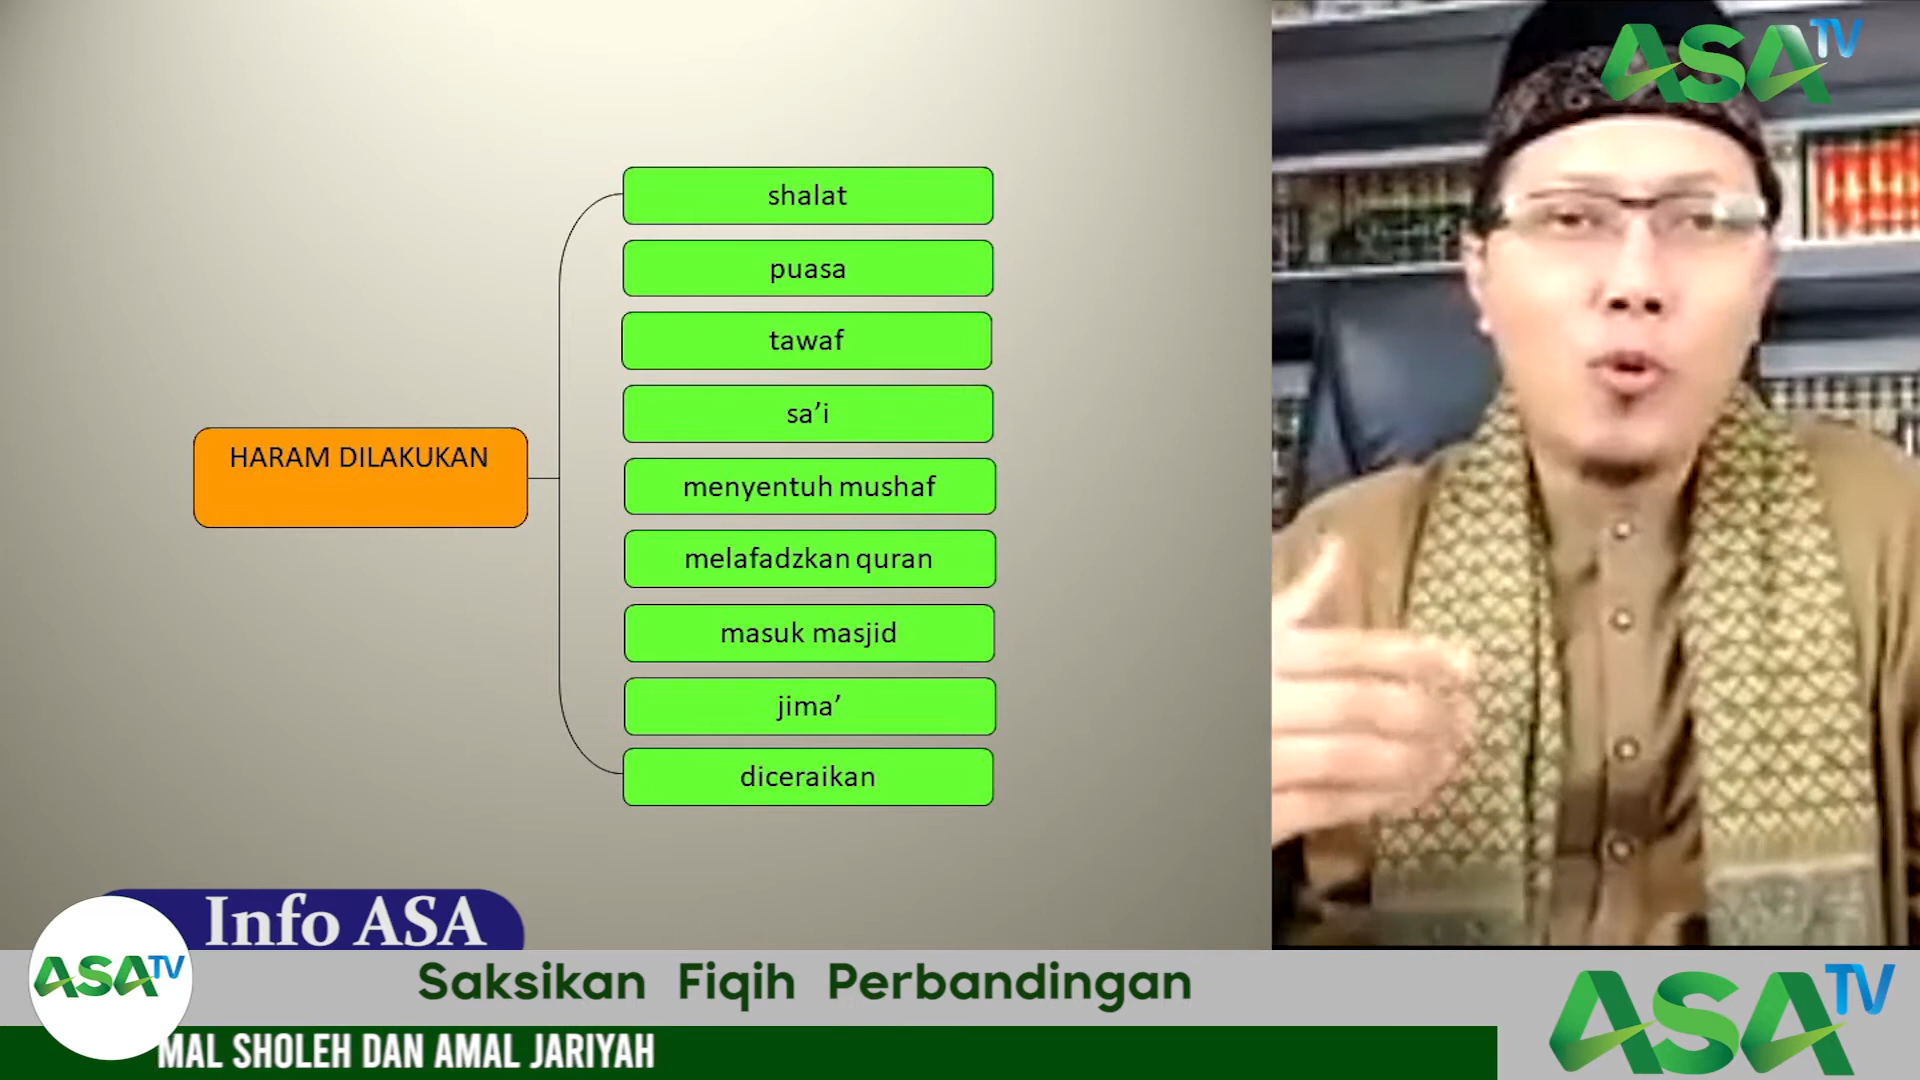 ASA TV
shalat
puasa
tawaf
sa’i
HARAM DILAKUKAN
menyentuh mushaf
melafadzkan quran
masuk masjid
jima’
diceraikan
Info ASA
ASA TV
Saksikan Fiqih Perbandingan
ASA TV
MAL SHOLEH DAN AMAL JARIYAH